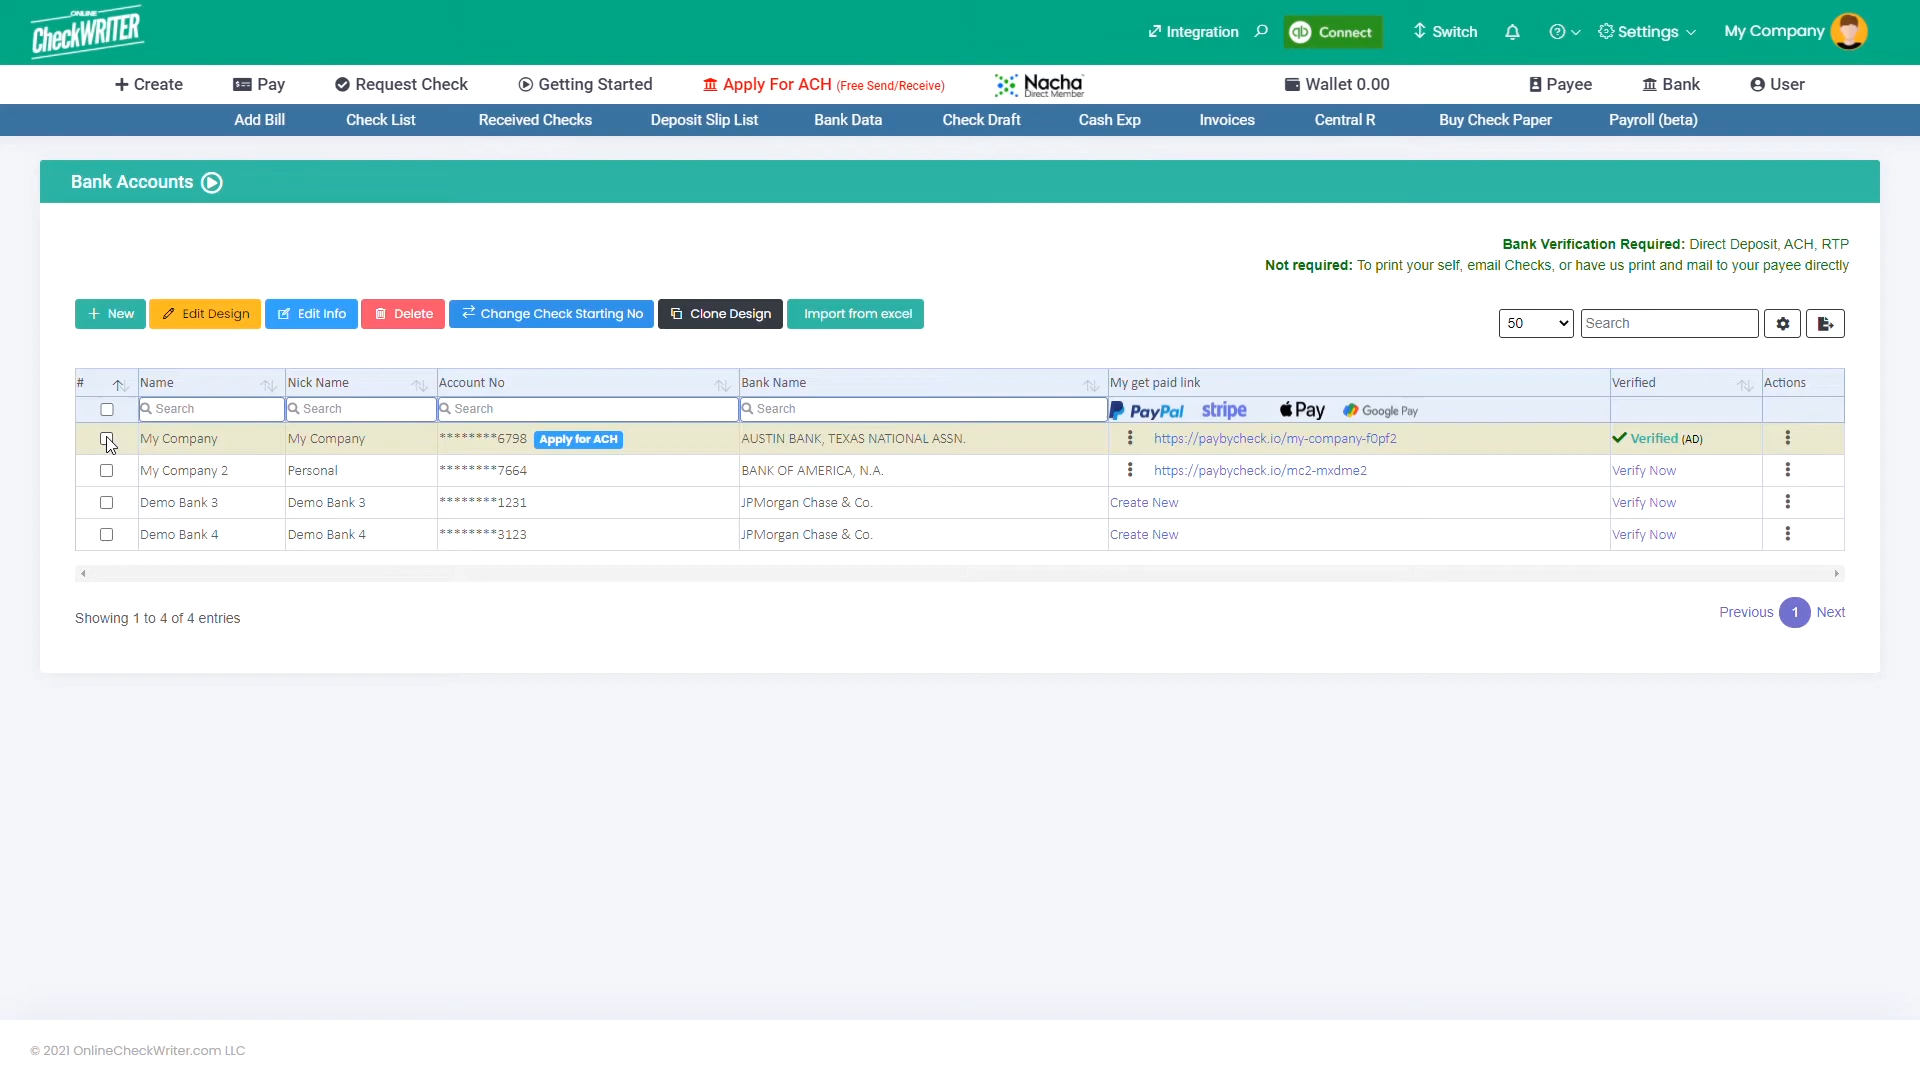 ONLINE
CheckWRITER
Integration
qb Connect
Switch
Settings
My Company
Create
Pay
Request Check
Getting Started
Apply For ACH (Free Send/Receive)
Nacha
Direct Member
Wallet 0.00
Payee
Bank
User
Add Bill
Check List
Received Checks
Deposit Slip List
Bank Data
Check Draft
Cash Exp
Invoices
Central R
Buy Check Paper
Payroll (beta)
Bank Accounts
Bank Verification Required: Direct Deposit, ACH, RTP
Not required: To print your self, email Checks, or have us print and mail to your payee directly
+ New
Edit Design
Edit Info
Delete
Change Check Starting No
Clone Design
Import from excel
50
Search
# Name Nick Name Account No Bank Name My get paid link Verified Actions
Search Search Search Search PayPal stripe Pay Google Pay
My Company My Company ********6798 Apply for ACH AUSTIN BANK, TEXAS NATIONAL ASSN. https://paybycheck.io/my-company-f0pf2 Verified (AD)
My Company 2 Personal ********7664 BANK OF AMERICA, N.A. https://paybycheck.io/mc2-mxdme2 Verify Now
Demo Bank 3 Demo Bank 3 ********1231 JPMorgan Chase & Co. Create New Verify Now
Demo Bank 4 Demo Bank 4 ********3123 JPMorgan Chase & Co. Create New Verify Now
Showing 1 to 4 of 4 entries
Previous 1 Next
© 2021 OnlineCheckWriter.com LLC